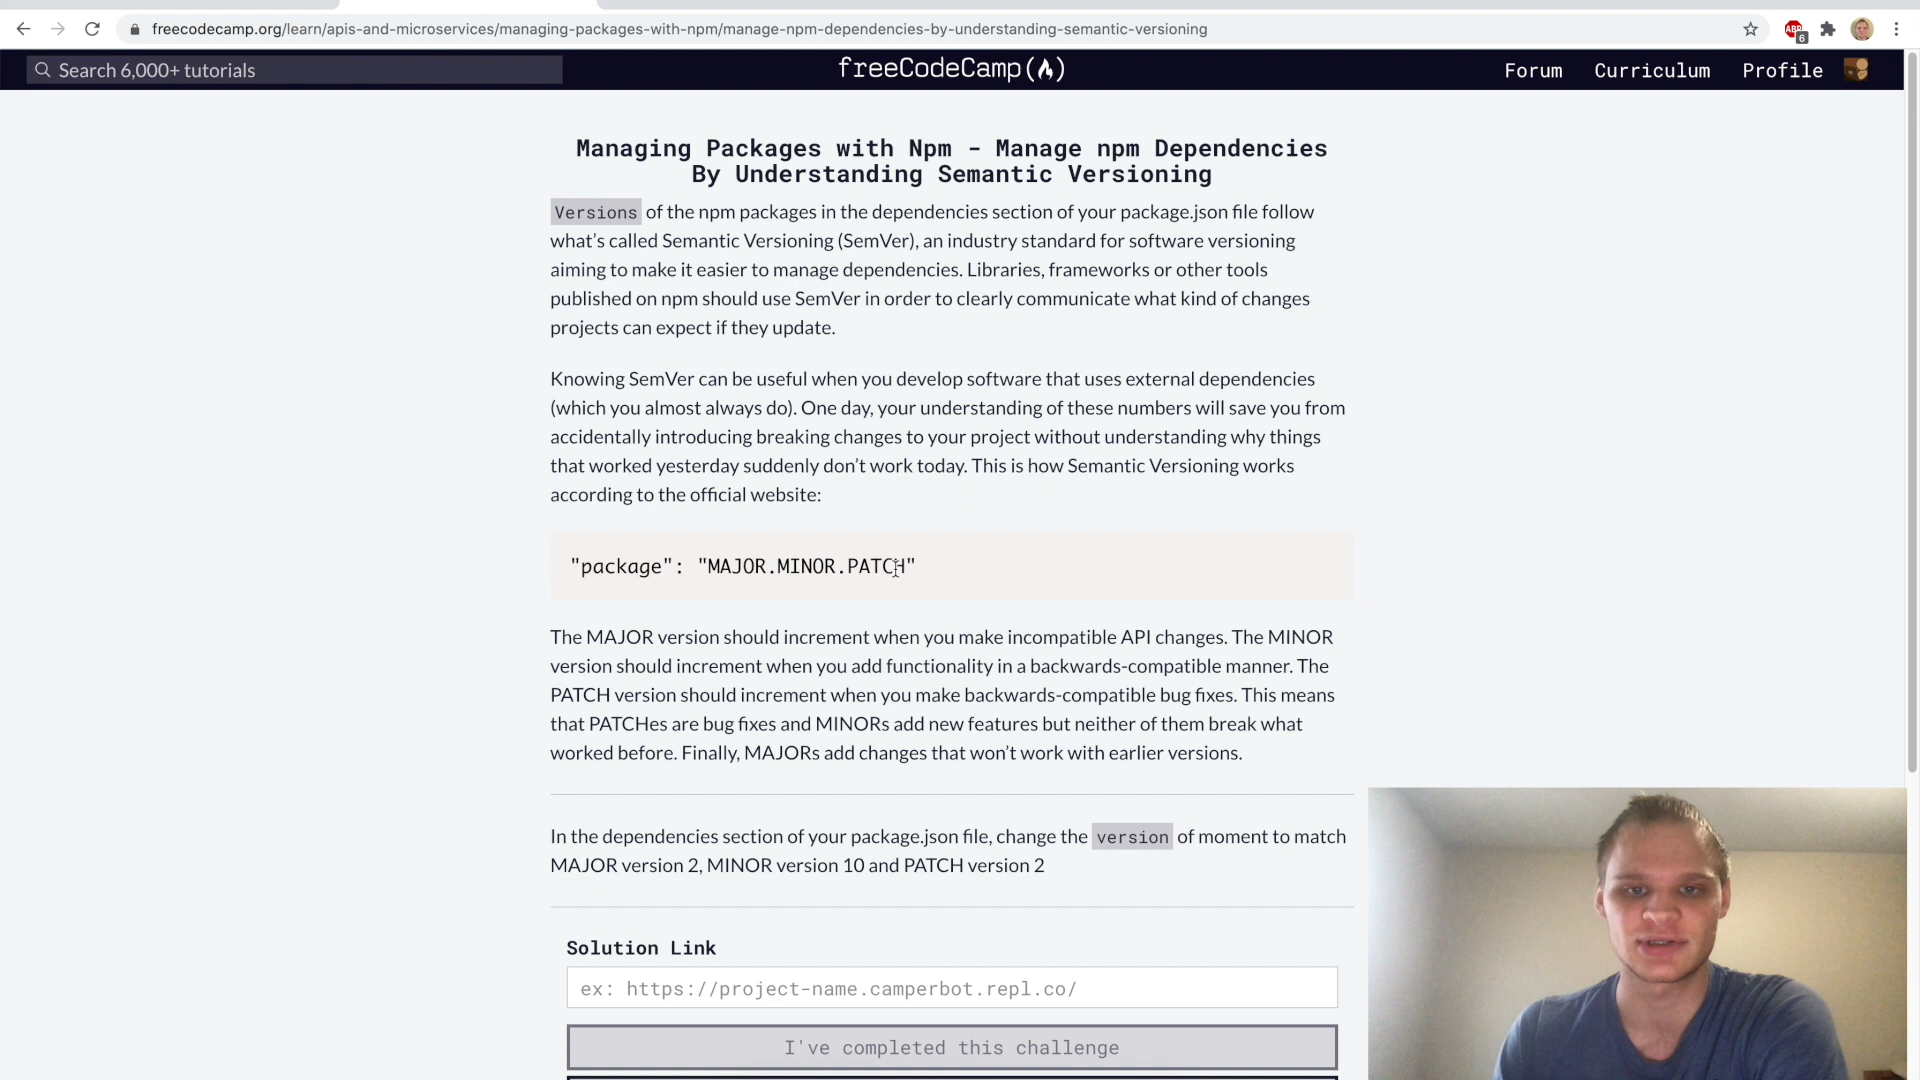 freecodecamp.org/learn/apis-and-microservices/managing-packages-with-npm/manage-npm-dependencies-by-understanding-semantic-versioning
ABP
6
Search 6,000+ tutorials
freeCodeCamp(
)
Forum
Curriculum
Profile
Managing Packages with Npm - Manage npm Dependencies
By Understanding Semantic Versioning
Versions of the npm packages in the dependencies section of your package.json file follow
what's called Semantic Versioning (SemVer), an industry standard for software versioning
aiming to make it easier to manage dependencies. Libraries, frameworks or other tools
published on npm should use SemVer in order to clearly communicate what kind of changes
projects can expect if they update.
Knowing SemVer can be useful when you develop software that uses external dependencies
(which you almost always do). One day, your understanding of these numbers will save you from
accidentally introducing breaking changes to your project without understanding why things
that worked yesterday suddenly don't work today. This is how Semantic Versioning works
according to the official website:
"package": "MAJOR.MINOR.PATCH"
The MAJOR version should increment when you make incompatible API changes. The MINOR
version should increment when you add functionality in a backwards-compatible manner. The
PATCH version should increment when you make backwards-compatible bug fixes. This means
that PATCHes are bug fixes and MINORs add new features but neither of them break what
worked before. Finally, MAJORs add changes that won't work with earlier versions.
In the dependencies section of your package.json file, change the version of moment to match
MAJOR version 2, MINOR version 10 and PATCH version 2
Solution Link
ex: https://project-name.camperbot.repl.co/
I've completed this challenge